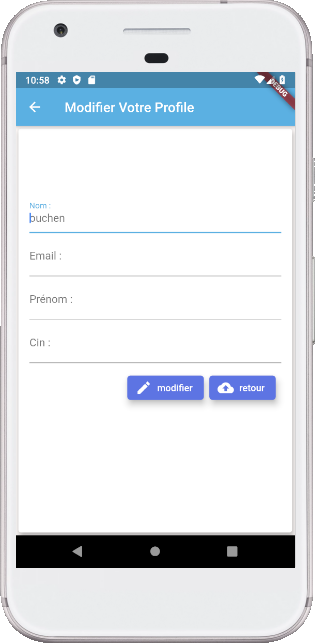 10:58
DEBUG
Modifier Votre Profile
Nom :
buchen
Email :
Prénom :
Cin :
modifier retour